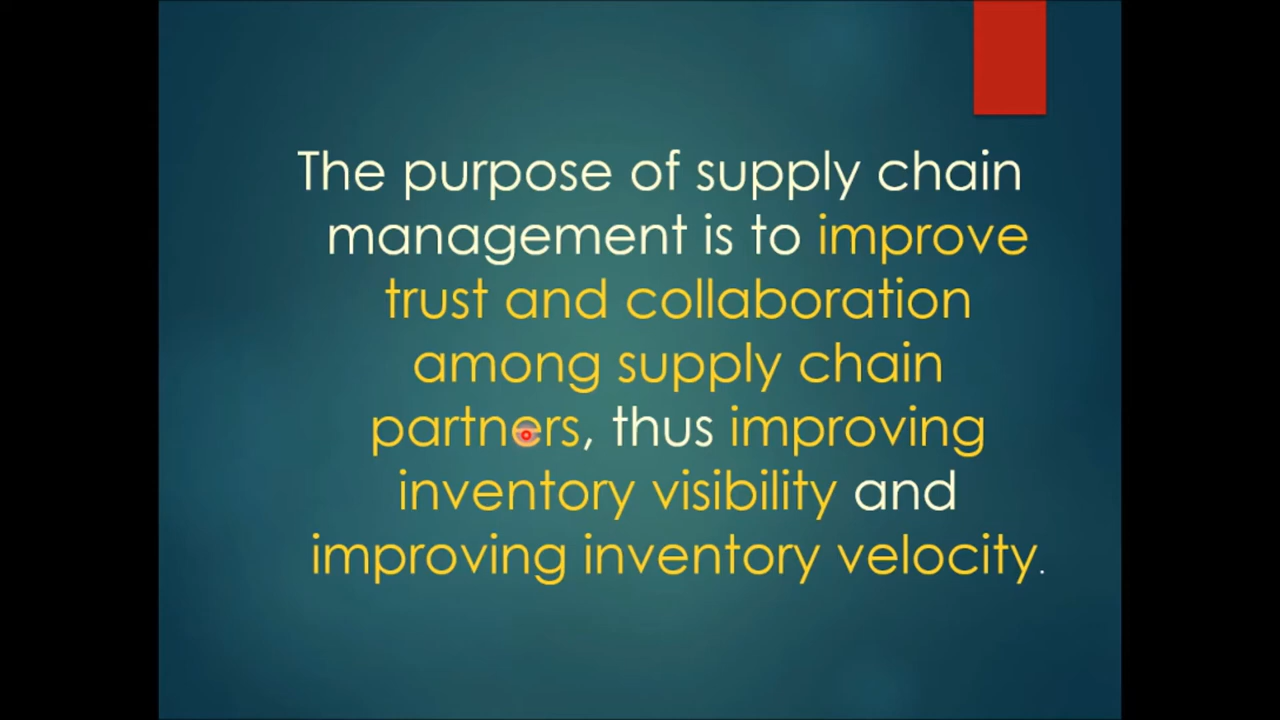 The purpose of supply chain
management is to improve
trust and collaboration
among supply chain
partners, thus improving
inventory visibility and
improving inventory velocity.